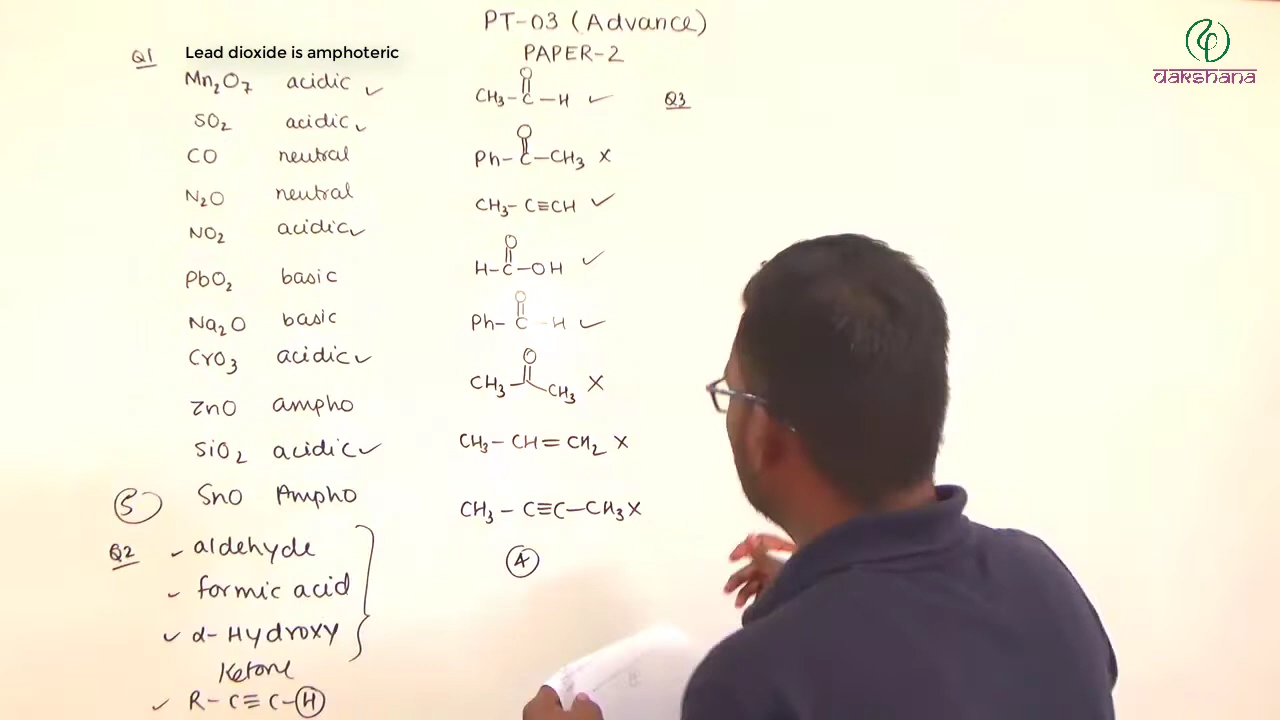 PT-03 (Advance)
PAPER-2
dakshana
Q1 Lead dioxide is amphoteric
Mn₂O₇ acidic ✓
SO₂ acidic ✓
CO neutral
N₂O neutral
NO₂ acidic ✓
PbO₂ basic
Na₂O basic
CrO₃ acidic ✓
ZnO ampho
SiO₂ acidic ✓
5 SnO Ampho
Q2 ✓ aldehyde
✓ formic acid
✓ α-Hydroxy
Ketone
✓ R-C≡C-H
O
CH₃-C-H ✓
O
Ph-C-CH₃ X
CH₃-C≡CH ✓
O
H-C-OH ✓
O
Ph-C-H ✓
O
CH₃ CH₃ X
CH₃-CH=CH₂ X
CH₃-C≡C-CH₃ X
4
Q3